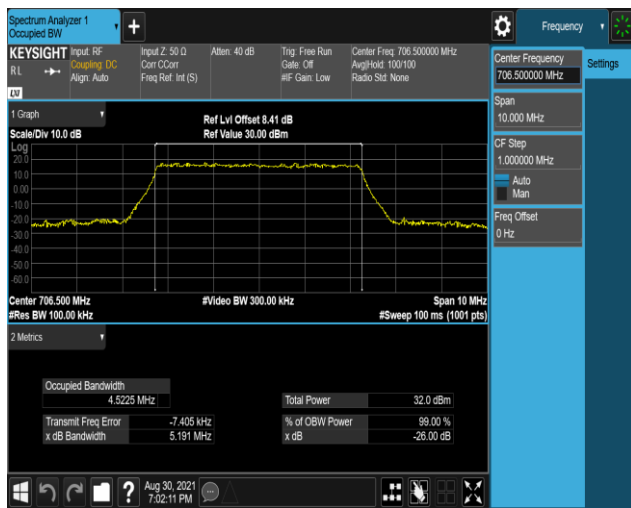 Spectrum Analyzer 1
Occupied BW
Frequency
KEYSIGHT
Input: RF
Coupling: DC
Align: Auto
Input Z: 50 Ω
Corr CCorr
Freq Ref: Int (S)
Atten: 40 dB
Trig: Free Run
Gate: Off
#IF Gain: Low
Center Freq: 706.500000 MHz
Avg|Hold: 100/100
Radio Std: None
RL
LXI
Center Frequency
706.500000 MHz
Settings
Span
10.000 MHz
CF Step
1.000000 MHz
Auto
Man
Freq Offset
0 Hz
1 Graph
Scale/Div 10.0 dB
Ref Lvl Offset 8.41 dB
Ref Value 30.00 dBm
Log
20.0
10.0
0.00
-10.0
-20.0
-30.0
-40.0
-50.0
-60.0
Center 706.500 MHz
#Video BW 300.00 kHz
Span 10 MHz
#Res BW 100.00 kHz
#Sweep 100 ms (1001 pts)
2 Metrics
Occupied Bandwidth
4.5225 MHz
Total Power 32.0 dBm
Transmit Freq Error -7.405 kHz
% of OBW Power 99.00 %
x dB Bandwidth 5.191 MHz
x dB -26.00 dB
?
Aug 30, 2021
7:02:11 PM